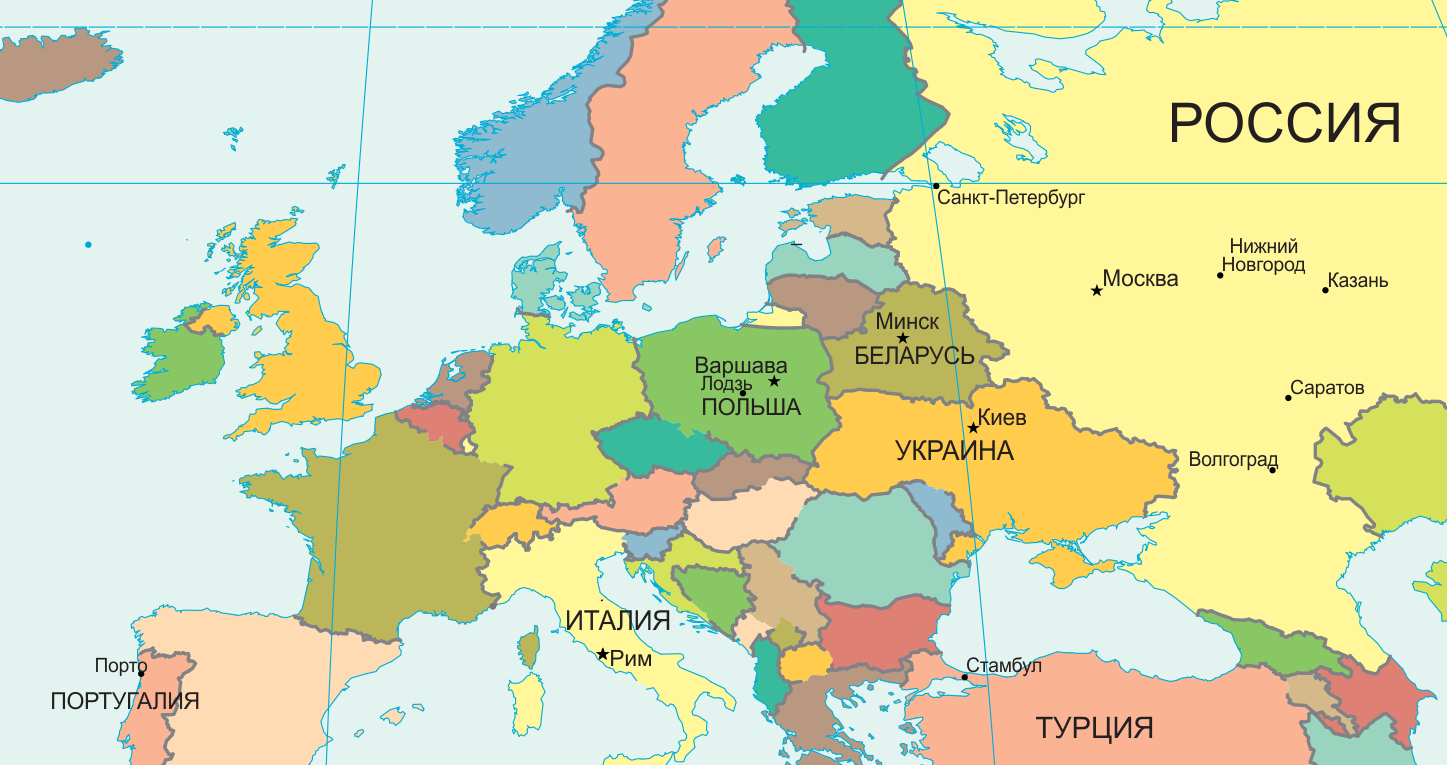 РОССИЯ
Санкт-Петербург
Нижний
Новгород
Москва
Казань
Минск
БЕЛАРУСЬ
Варшава
Лодзь
ПОЛЬША
Саратов
Киев
УКРАИНА
Волгоград
ИТАЛИЯ
Рим
Порто
ПОРТУГАЛИЯ
Стамбул
ТУРЦИЯ